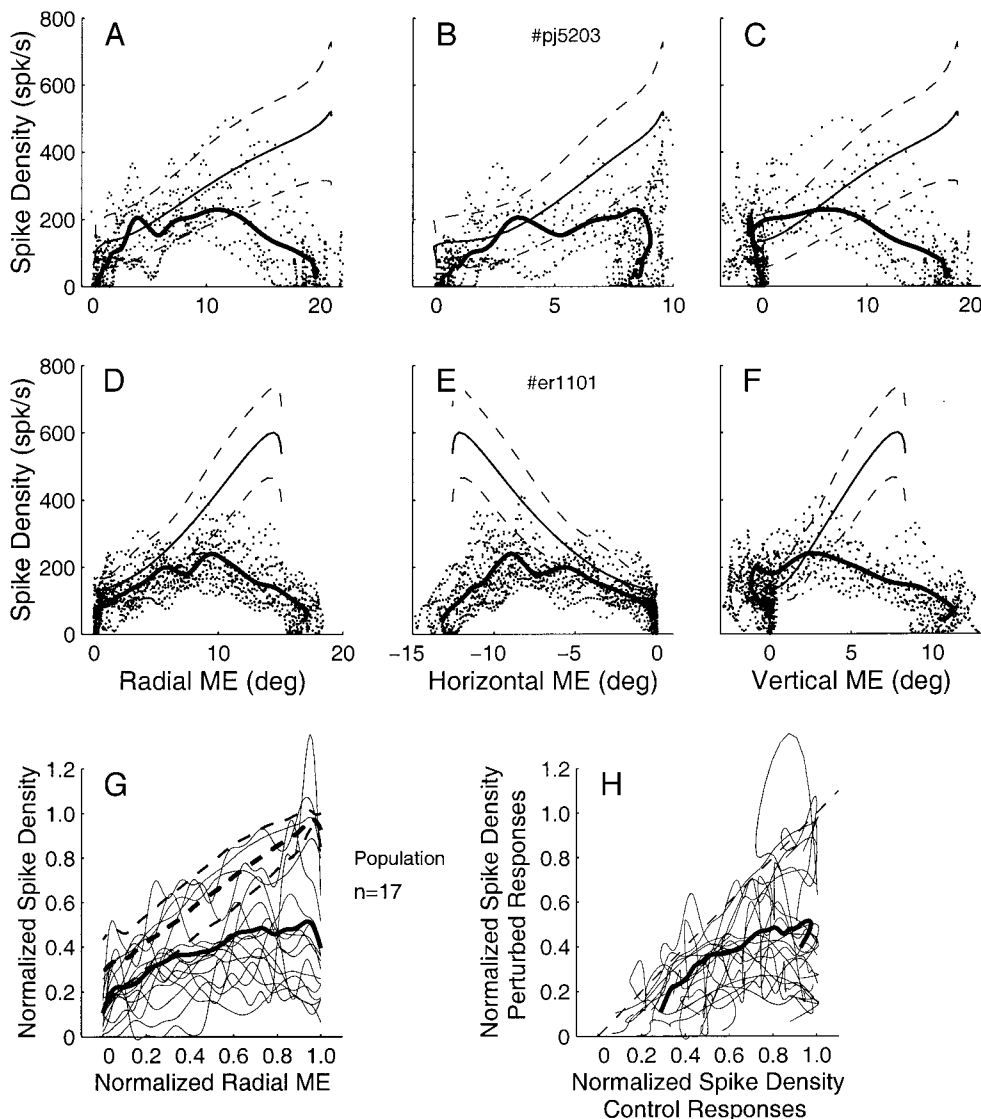 A
B
#pj5203
C
Spike Density (spk/s)
800
600
400
200
0
0 10 20
0 5 10
0 10 20
D
E
#er1101
F
Spike Density (spk/s)
800
600
400
200
0
0 10 20
−15 −10 −5 0
0 5 10
Radial ME (deg)
Horizontal ME (deg)
Vertical ME (deg)
G
Normalized Spike Density
1.2
1.0
0.8
0.6
0.4
0.2
0
0 0.2 0.4 0.6 0.8 1.0
Normalized Radial ME
Population
n=17
H
Normalized Spike Density
Perturbed Responses
1.2
1.0
0.8
0.6
0.4
0.2
0
0 0.2 0.4 0.6 0.8 1.0
Normalized Spike Density
Control Responses